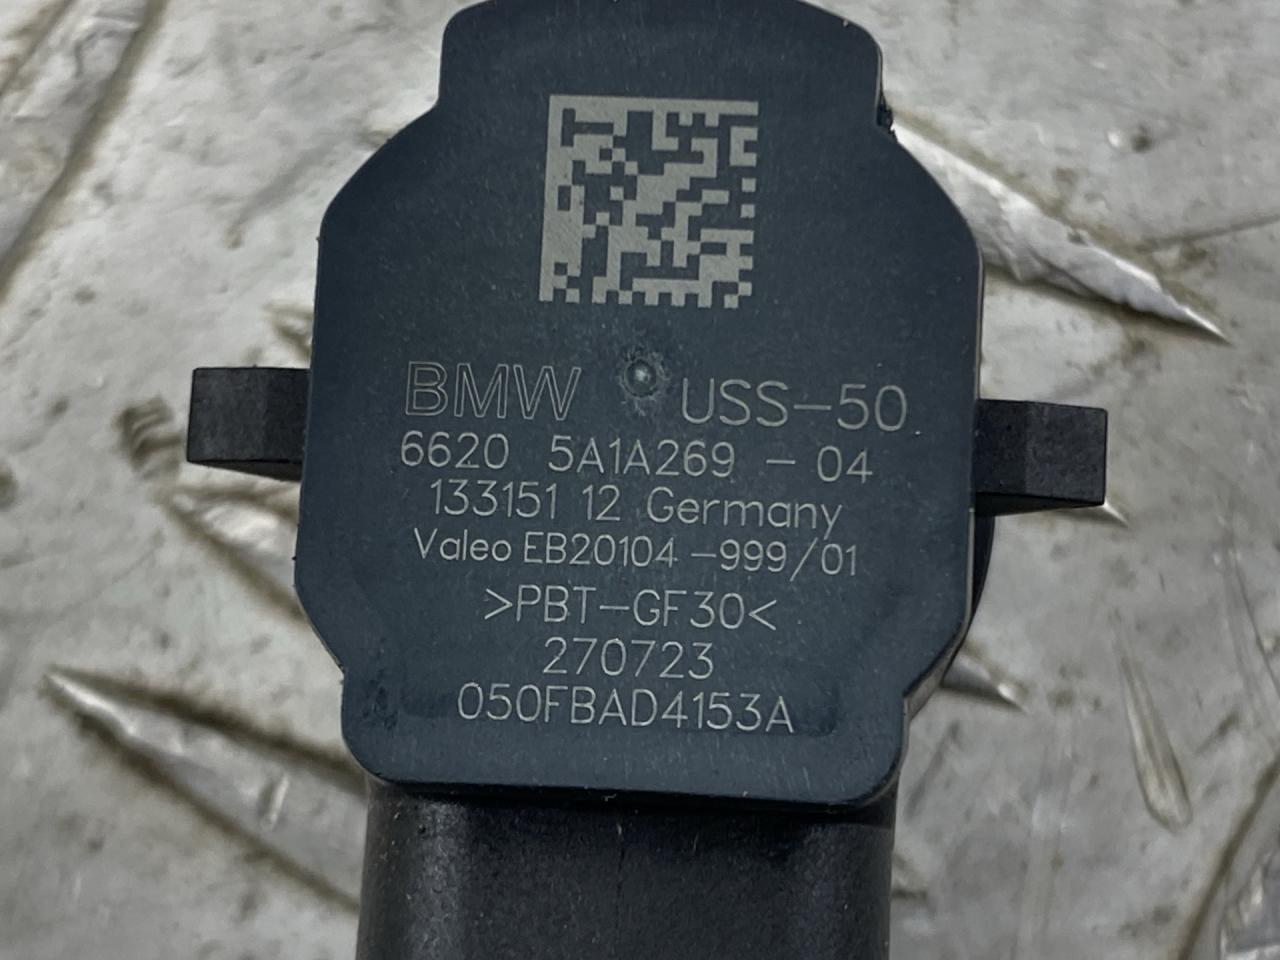 BMW USS-50
6620 5A1A269 - 04
133151 12 Germany
Valeo EB20104-999/01
>PBT-GF30<
270723
050FBAD4153A